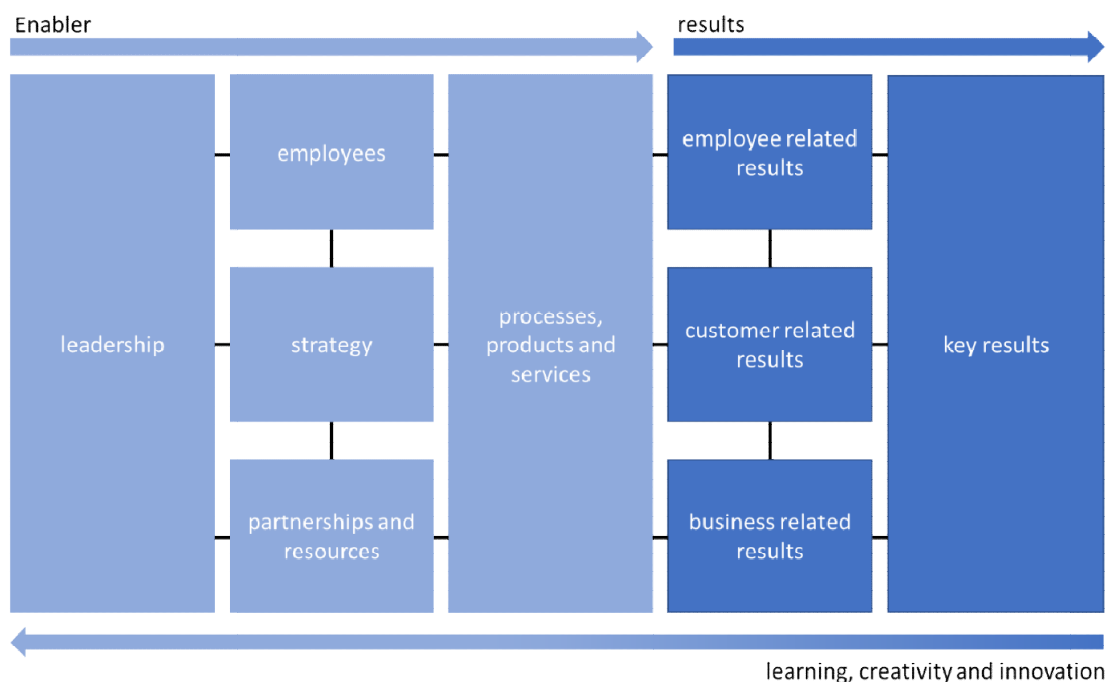 Enabler
results
leadership
employees
strategy
partnerships and
resources
processes,
products and
services
employee related
results
customer related
results
business related
results
key results
learning, creativity and innovation